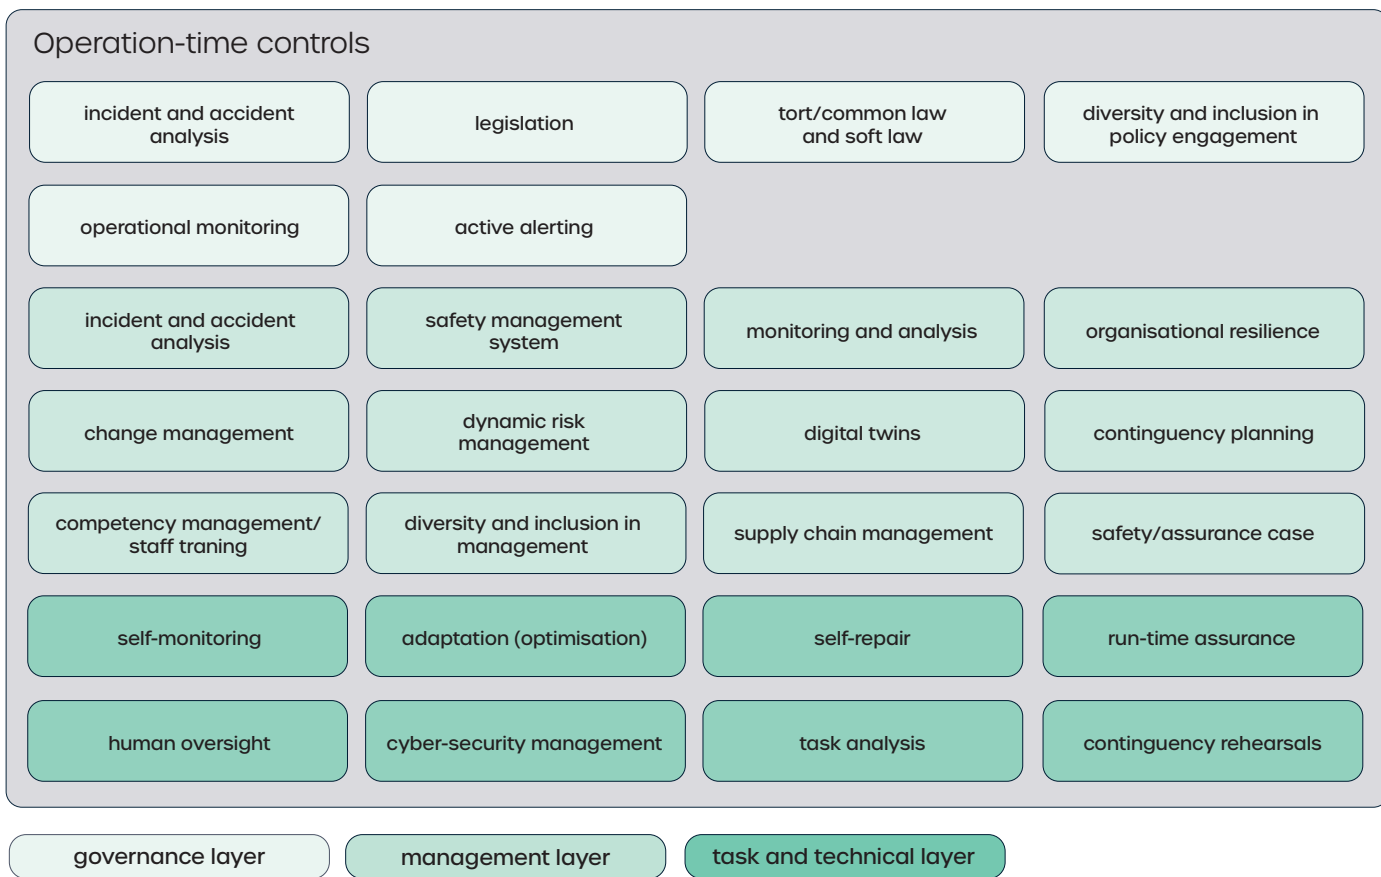 Operation-time controls
incident and accident
analysis
legislation
tort/common law
and soft law
diversity and inclusion in
policy engagement
operational monitoring
active alerting
incident and accident
analysis
safety management
system
monitoring and analysis
organisational resilience
change management
dynamic risk
management
digital twins
continguency planning
competency management/
staff traning
diversity and inclusion in
management
supply chain management
safety/assurance case
self-monitoring
adaptation (optimisation)
self-repair
run-time assurance
human oversight
cyber-security management
task analysis
continguency rehearsals
governance layer
management layer
task and technical layer